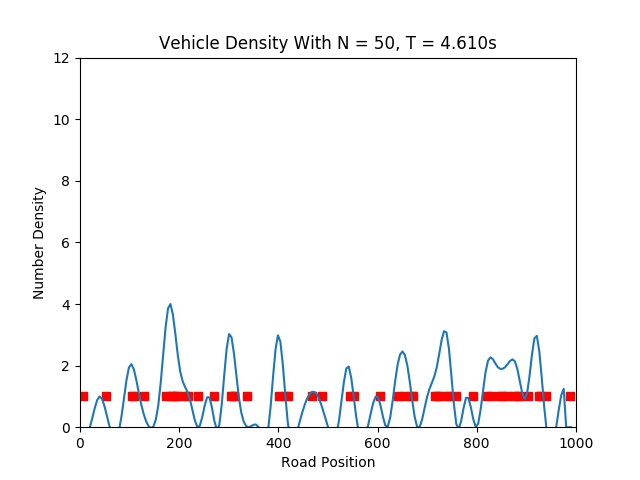 Vehicle Density With N = 50, T = 4.610s
12
10
8
6
4
2
0
Number Density
0 200 400 600 800 1000
Road Position